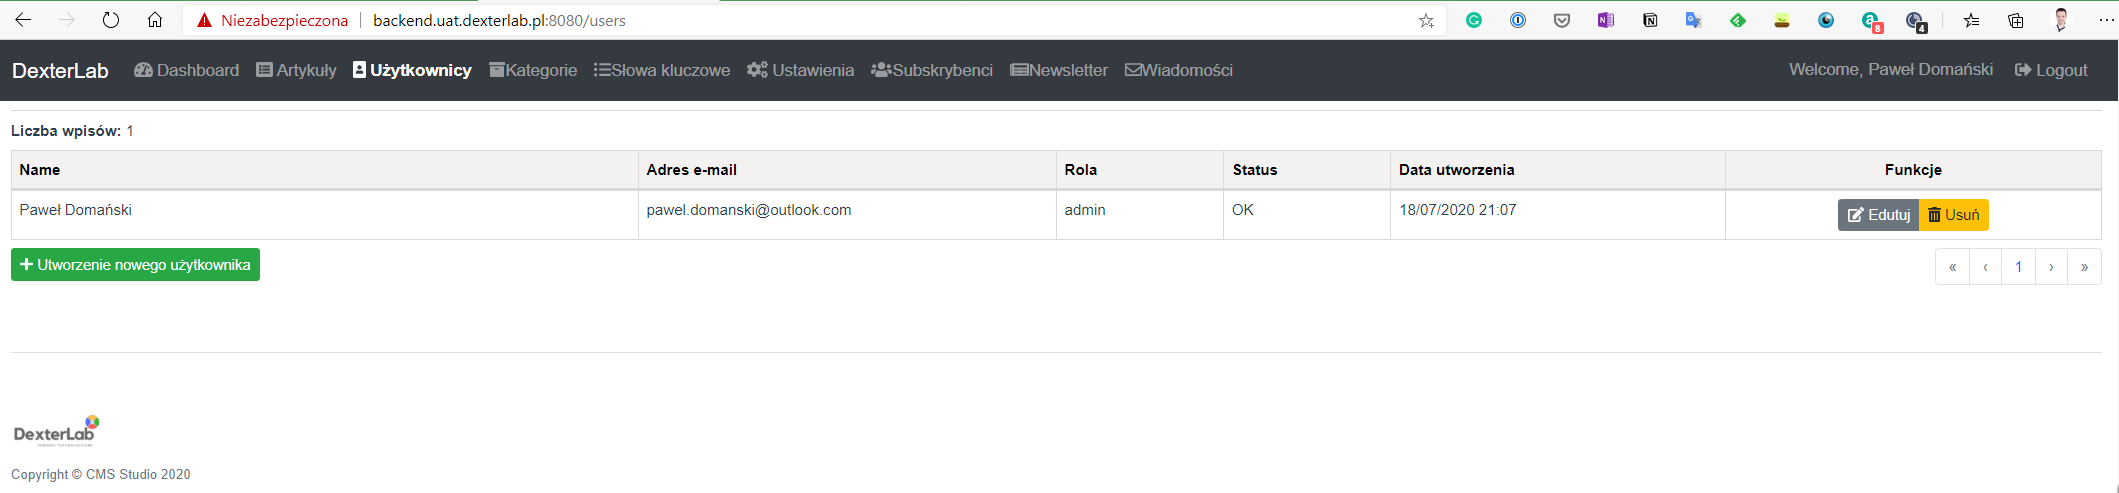 Niezabezpieczona backend.uat.dexterlab.pl:8080/users
8 4
DexterLab Dashboard Artykuły Użytkownicy Kategorie Słowa kluczowe Ustawienia Subskrybenci Newsletter Wiadomości Welcome, Paweł Domański Logout
Liczba wpisów: 1
Name Adres e-mail Rola Status Data utworzenia Funkcje
Paweł Domański pawel.domanski@outlook.com admin OK 18/07/2020 21:07 Edutuj Usuń
+ Utworzenie nowego użytkownika « ‹ 1 › »
DexterLab
Copyright © CMS Studio 2020